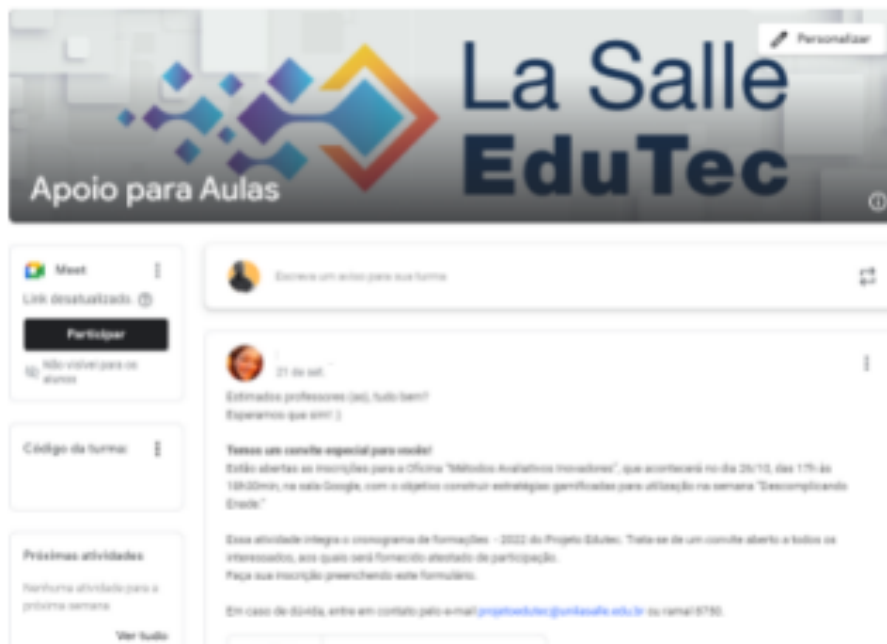 Personalizar
La Salle
EduTec
Apoio para Aulas
Meet
Link desatualizado.
Participar
Não visível para os
alunos
Código da turma:
Próximas atividades
Nenhuma atividade para a
próxima semana
Ver tudo
Escreva um aviso para sua turma
21 de set.
Estimados professores (as), tudo bem?
Esperamos que sim! :)
Temos um convite especial para vocês!
Estão abertas as inscrições para a Oficina "Métodos Avaliativos Inovadores", que acontecerá no dia 26/10, das 17h às
18h30min, na sala Google, com o objetivo construir estratégias gamificadas para utilização na semana "Descomplicando
Enade."
Essa atividade integra o cronograma de formações - 2022 do Projeto Edutec. Trata-se de um convite aberto a todos os
interessados, aos quais será fornecido atestado de participação.
Faça sua inscrição preenchendo este formulário.
Em caso de dúvida, entre em contato pelo e-mail projetoedutec@unilasalle.edu.br ou ramal 8750.